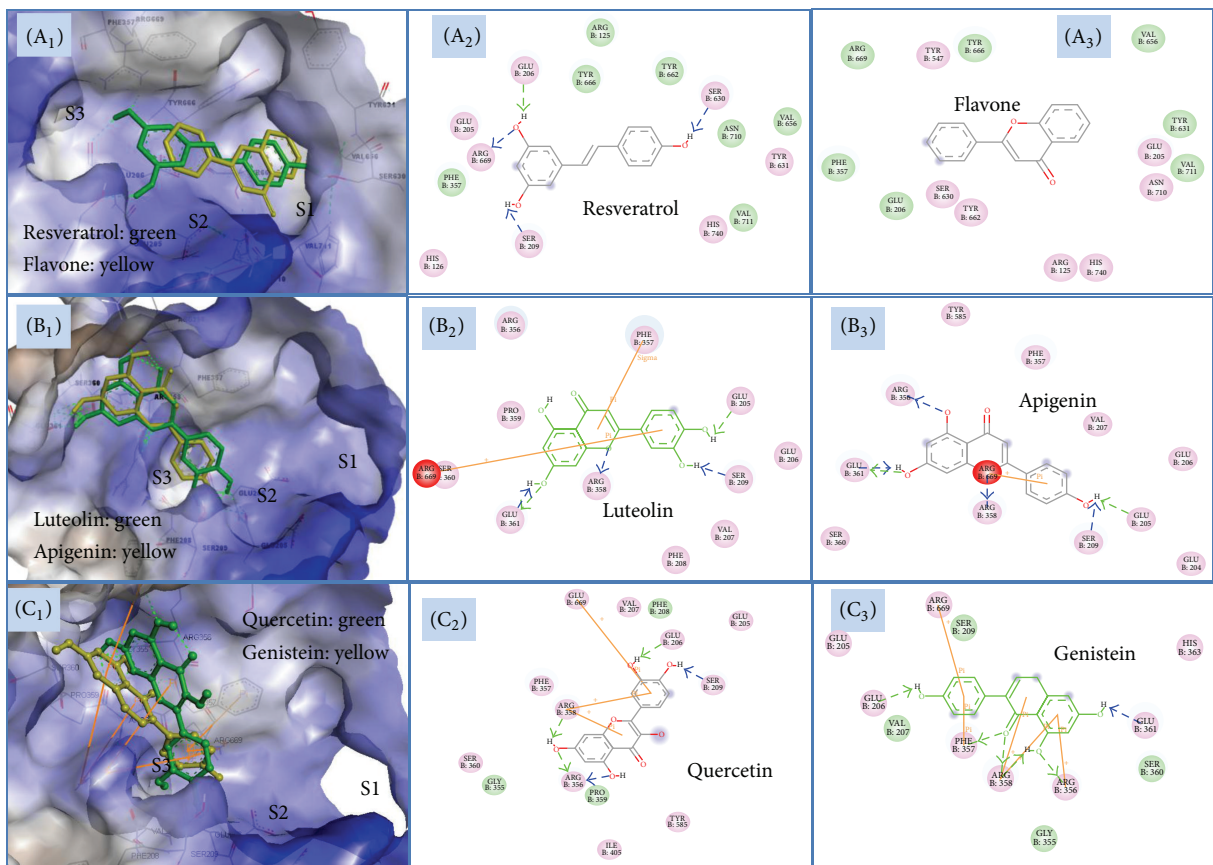 (A1)
PHE357
ARG669
S3
TYR666
TYR631
S2
S1
Resveratrol: green
Flavone: yellow
(A2)
ARG
B: 125
GLU
B: 206
TYR
B: 666
TYR
B: 662
SER
B: 630
GLU
B: 205
ARG
B: 669
ASN
B: 710
VAL
B: 656
TYR
B: 631
PHE
B: 357
Resveratrol
HIS
B: 126
SER
B: 209
HIS
B: 740
VAL
B: 711
H
O
H
O
H
O
(A3)
ARG
B: 669
TYR
B: 547
TYR
B: 666
VAL
B: 656
Flavone
O
O
TYR
B: 631
GLU
B: 205
VAL
B: 711
ASN
B: 710
PHE
B: 357
GLU
B: 206
SER
B: 630
TYR
B: 662
ARG
B: 125
HIS
B: 740
(B1)
S3
S1
S2
PHE208
SER209
Luteolin: green
Apigenin: yellow
(B2)
ARG
B: 356
PHE
B: 357
Sigma
Pi
Pi
PRO
B: 359
GLU
B: 205
GLU
B: 206
ARG
B: 669
SER
B: 360
ARG
B: 358
SER
B: 209
GLU
B: 361
Luteolin
VAL
B: 207
PHE
B: 208
(B3)
TYR
B: 585
PHE
B: 357
ARG
B: 356
Apigenin
VAL
B: 207
GLU
B: 206
GLU
B: 361
ARG
B: 669
Pi
ARG
B: 358
SER
B: 360
SER
B: 209
GLU
B: 205
GLU
B: 204
(C1)
Quercetin: green
Genistein: yellow
ARG358
PRO359
ARG669
S3
S1
S2
PHE208
(C2)
GLU
B: 669
VAL
B: 207
PHE
B: 208
GLU
B: 206
GLU
B: 205
SER
B: 209
PHE
B: 357
ARG
B: 358
SER
B: 360
GLY
B: 355
ARG
B: 356
PRO
B: 359
Quercetin
TYR
B: 585
ILE
B: 405
(C3)
ARG
B: 669
SER
B: 209
Genistein
GLU
B: 205
HIS
B: 363
GLU
B: 206
VAL
B: 207
PHE
B: 357
Pi
Pi
GLU
B: 361
ARG
B: 358
ARG
B: 356
SER
B: 360
GLY
B: 355